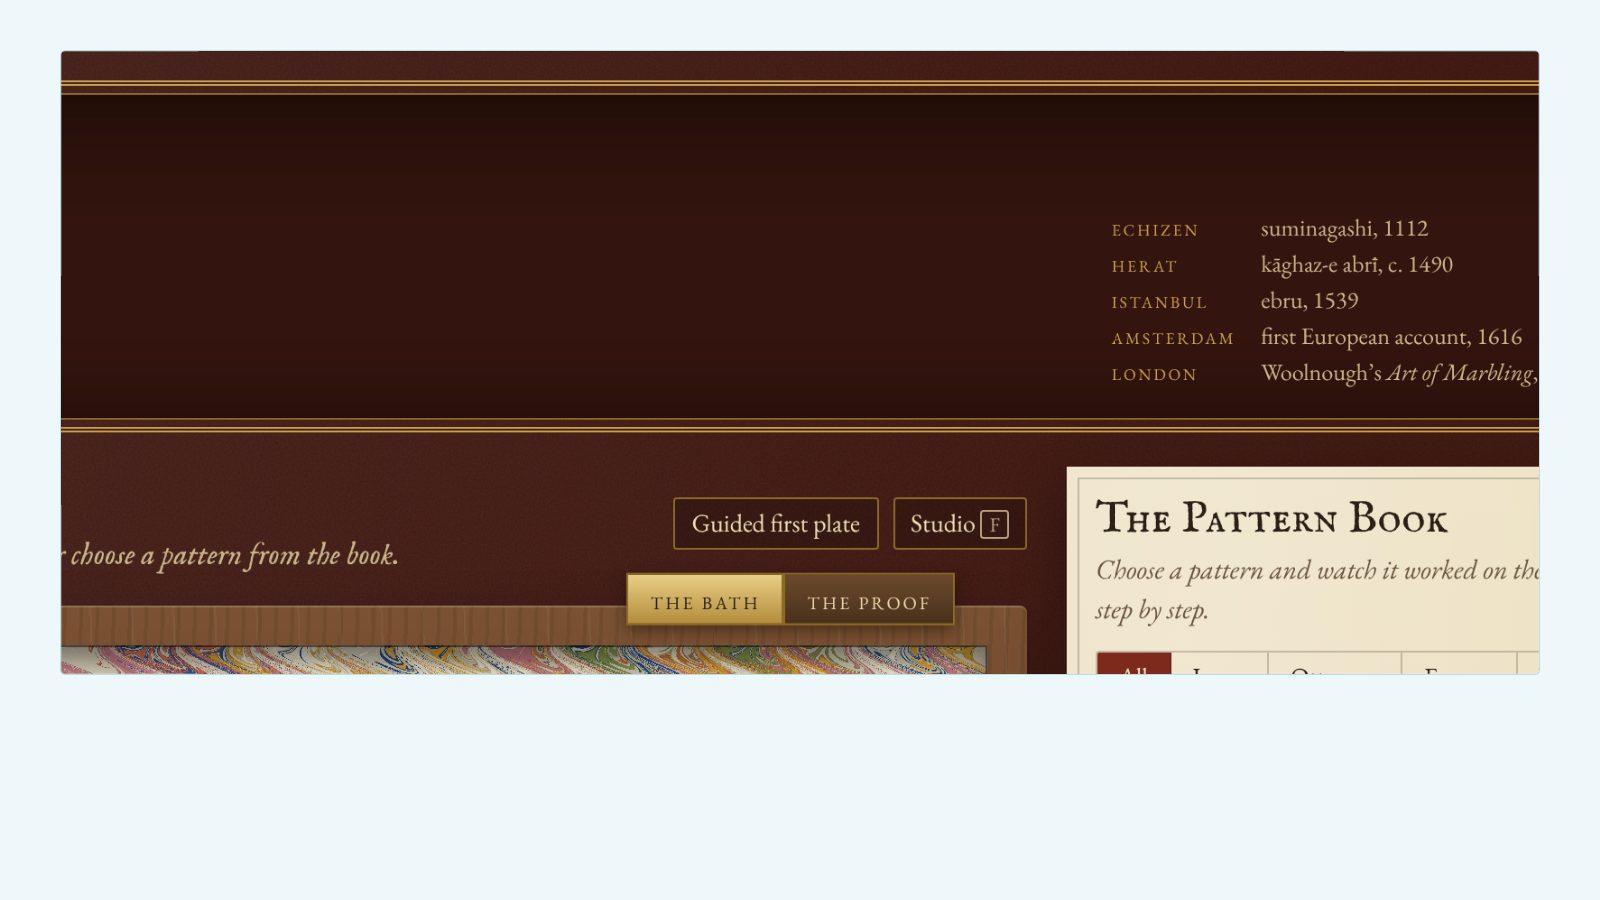 ECHIZEN suminagashi, 1112
HERAT kāghaz-e abrī, c. 1490
ISTANBUL ebru, 1539
AMSTERDAM first European account, 1616
LONDON Woolnough’s Art of Marbling,
Guided first plate
Studio F
choose a pattern from the book.
THE BATH
THE PROOF
The Pattern Book
Choose a pattern and watch it worked on the
step by step.
All